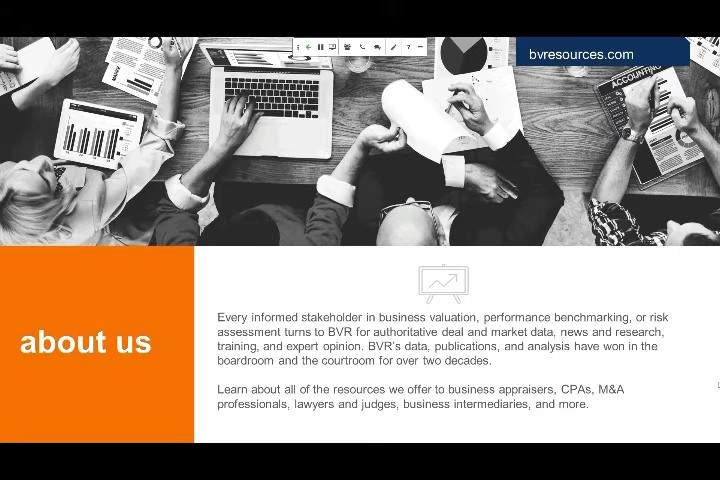 bvresources.com
ACCOUNTING
about us
Every informed stakeholder in business valuation, performance benchmarking, or risk
assessment turns to BVR for authoritative deal and market data, news and research,
training, and expert opinion. BVR's data, publications, and analysis have won in the
boardroom and the courtroom for over two decades.
Learn about all of the resources we offer to business appraisers, CPAs, M&A
professionals, lawyers and judges, business intermediaries, and more.